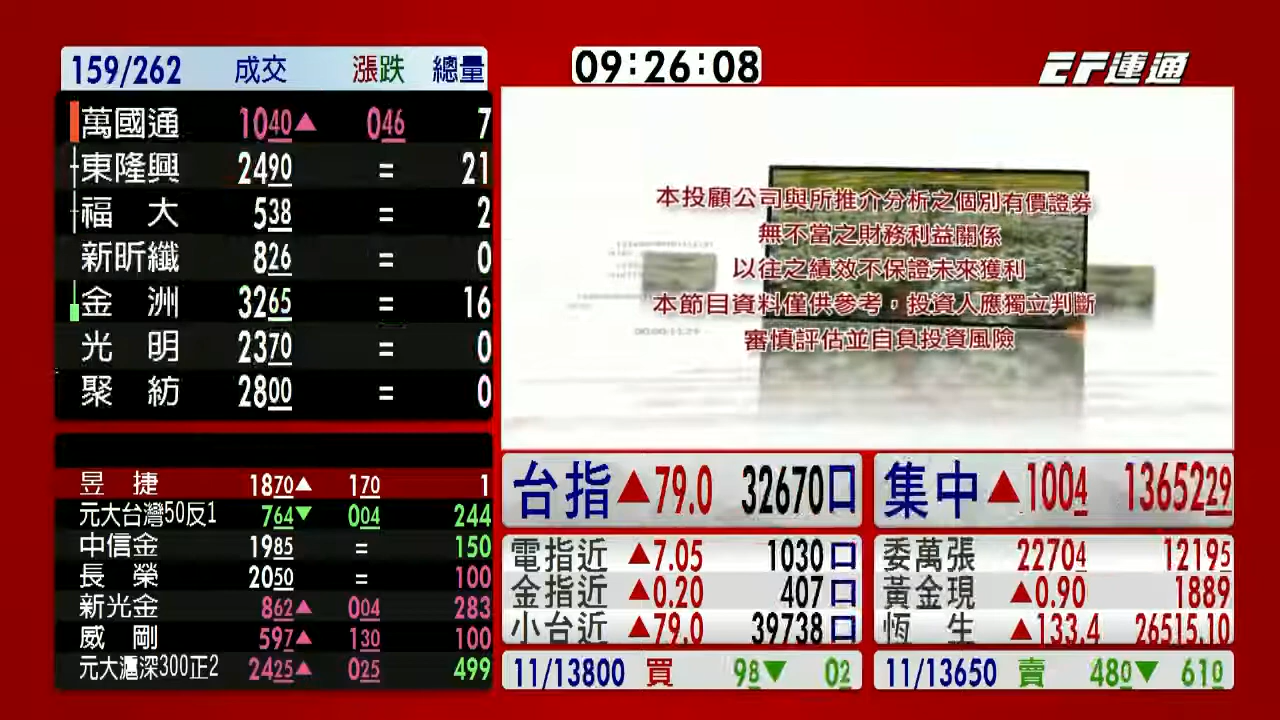 159/262 成交 漲跌 總量
09:26:08
EF運通
萬國通 1040▲ 046 7
東隆興 2490 = 21
福大 538 = 2
新昕纖 826 = 0
金洲 3265 = 16
光明 2370 = 0
聚紡 2800 = 0
本投顧公司與所推介分析之個別有價證券
無不當之財務利益關係
以往之績效不保證未來獲利
本節目資料僅供參考，投資人應獨立判斷
審慎評估並自負投資風險
昱捷 1870▲ 170 1
元大台灣50反1 764▼ 004 244
中信金 1985 = 150
長榮 2050 = 100
新光金 862▲ 004 283
威剛 597▲ 130 100
元大滬深300正2 2425▲ 025 499
台指▲79.0 32670口
集中▲1004 1365229
電指近 ▲7.05 1030口
金指近 ▲0.20 407口
小台近 ▲79.0 39738口
委萬張 22704 12195
黃金現 ▲0.90 1889
恆生 ▲133.4 26515.10
11/13800 買 98▼ 02
11/13650 賣 480▼ 610